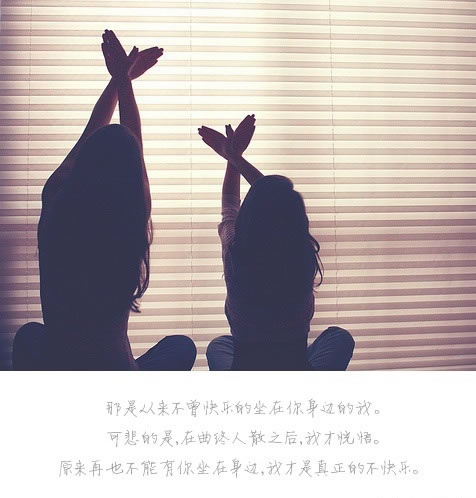 那是从来不曾快乐的坐在你身边的我。
可悲的是,在曲终人散之后,我才恍悟。
原来再也不能有你坐在身边,我才是真正的不快乐。